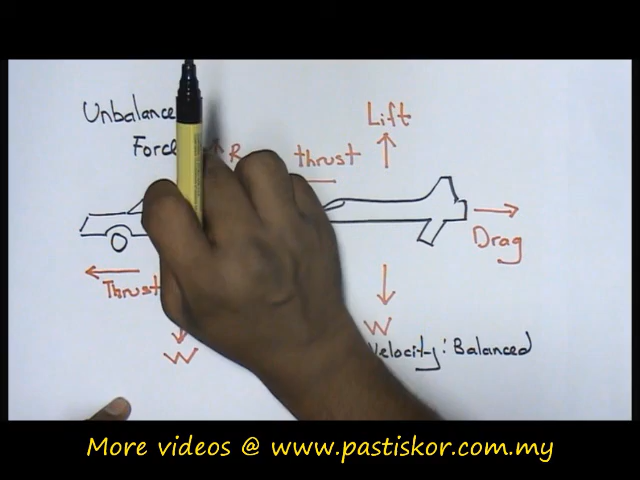 Unbalance
Force
R
thrust
Lift
Drag
Thrust
W
W
Velocity: Balanced
More videos @ www.pastiskor.com.my